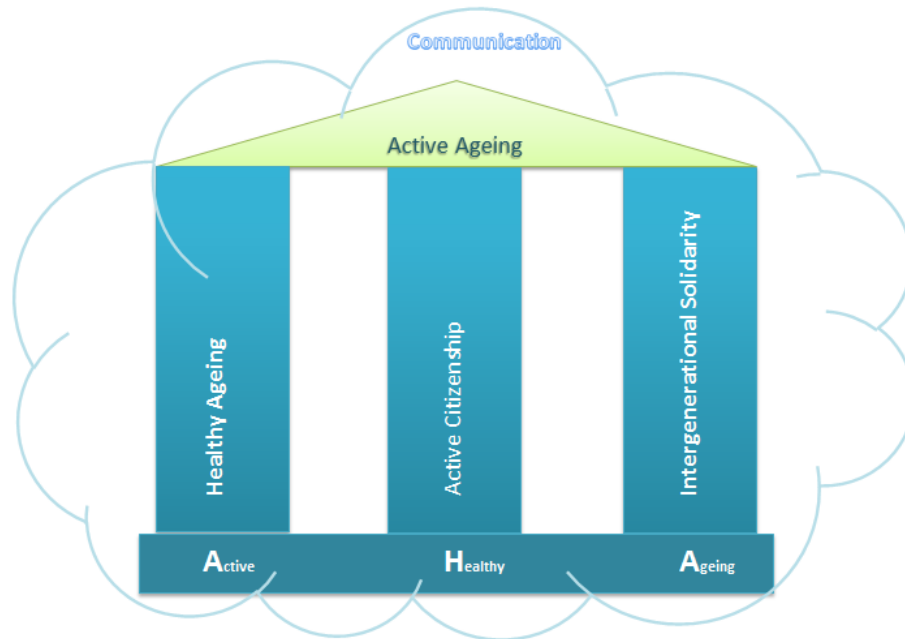 Communication
Active Ageing
Healthy Ageing
Active Citizenship
Intergenerational Solidarity
Active
Healthy
Ageing